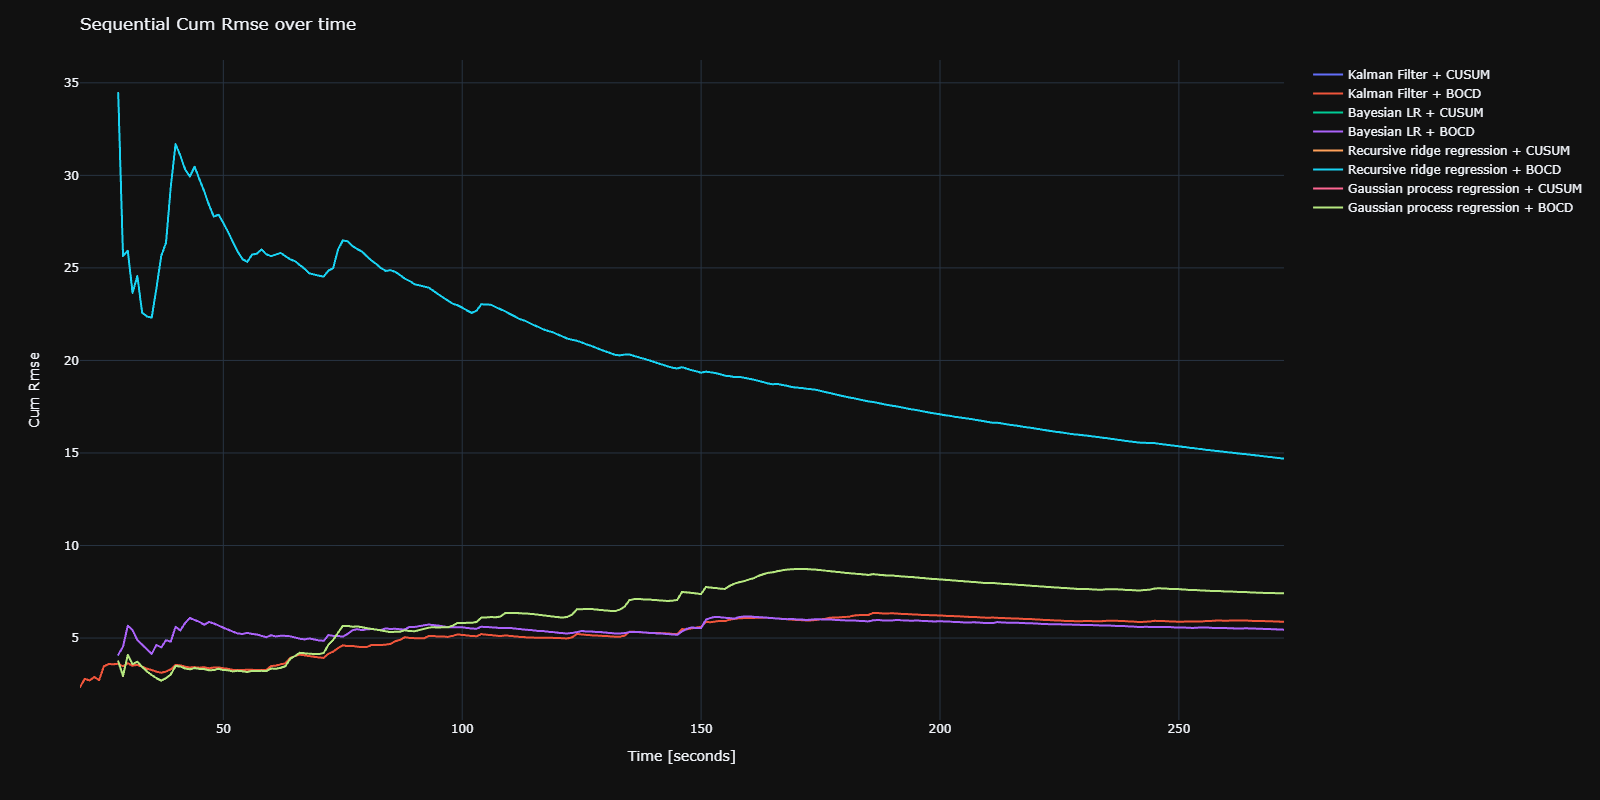 Sequential Cum Rmse over time
35
30
25
20
15
10
5
Cum Rmse
50
100
150
200
250
Time [seconds]
Kalman Filter + CUSUM
Kalman Filter + BOCD
Bayesian LR + CUSUM
Bayesian LR + BOCD
Recursive ridge regression + CUSUM
Recursive ridge regression + BOCD
Gaussian process regression + CUSUM
Gaussian process regression + BOCD